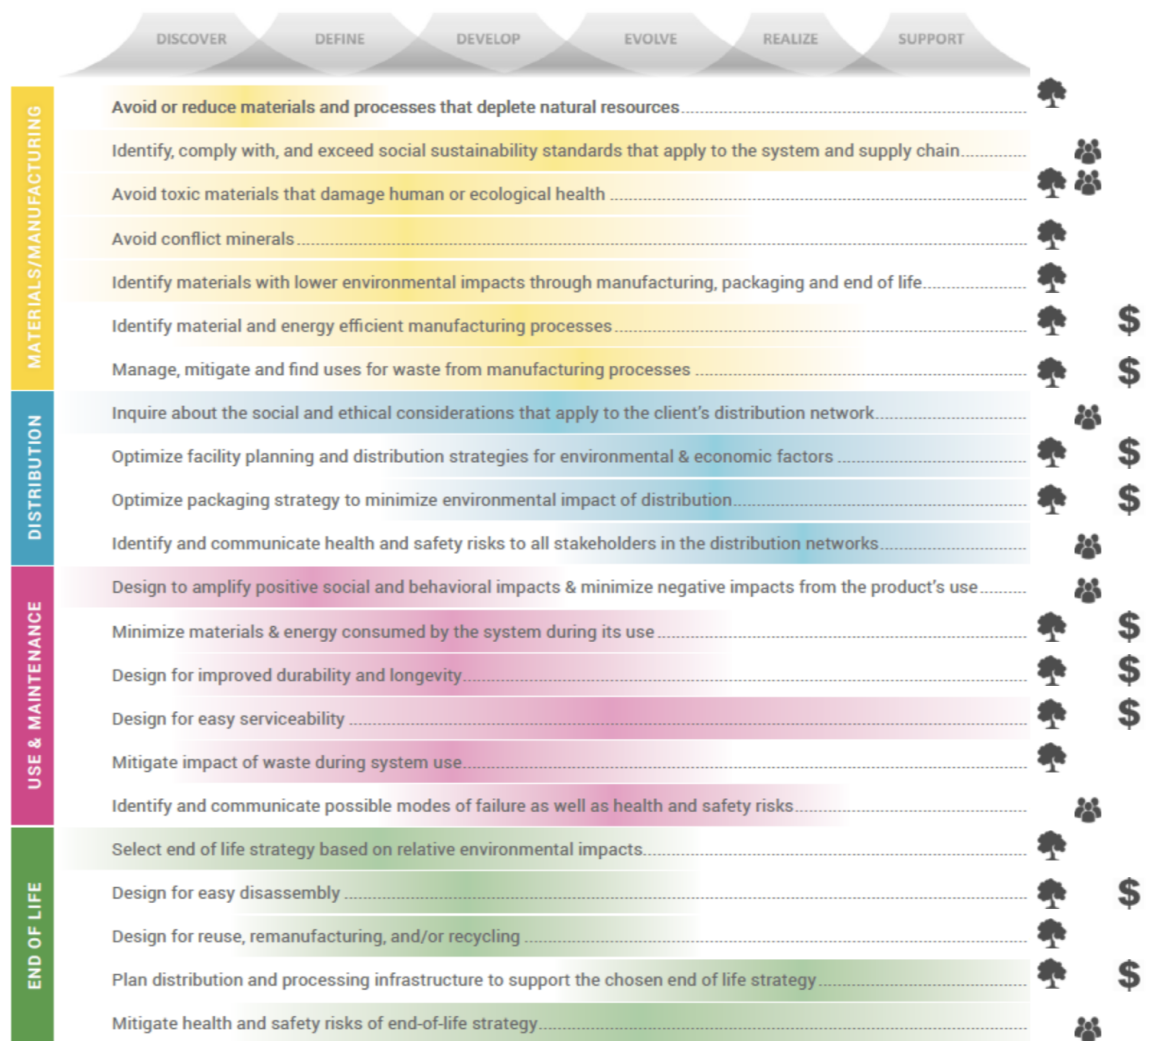 DISCOVER DEFINE DEVELOP EVOLVE REALIZE SUPPORT
MATERIALS/MANUFACTURING
Avoid or reduce materials and processes that deplete natural resources
Identify, comply with, and exceed social sustainability standards that apply to the system and supply chain
Avoid toxic materials that damage human or ecological health
Avoid conflict minerals
Identify materials with lower environmental impacts through manufacturing, packaging and end of life
Identify material and energy efficient manufacturing processes $
Manage, mitigate and find uses for waste from manufacturing processes $
DISTRIBUTION
Inquire about the social and ethical considerations that apply to the client's distribution network
Optimize facility planning and distribution strategies for environmental & economic factors $
Optimize packaging strategy to minimize environmental impact of distribution $
Identify and communicate health and safety risks to all stakeholders in the distribution networks
USE & MAINTENANCE
Design to amplify positive social and behavioral impacts & minimize negative impacts from the product's use
Minimize materials & energy consumed by the system during its use $
Design for improved durability and longevity $
Design for easy serviceability $
Mitigate impact of waste during system use
Identify and communicate possible modes of failure as well as health and safety risks
END OF LIFE
Select end of life strategy based on relative environmental impacts
Design for easy disassembly $
Design for reuse, remanufacturing, and/or recycling
Plan distribution and processing infrastructure to support the chosen end of life strategy $
Mitigate health and safety risks of end-of-life strategy